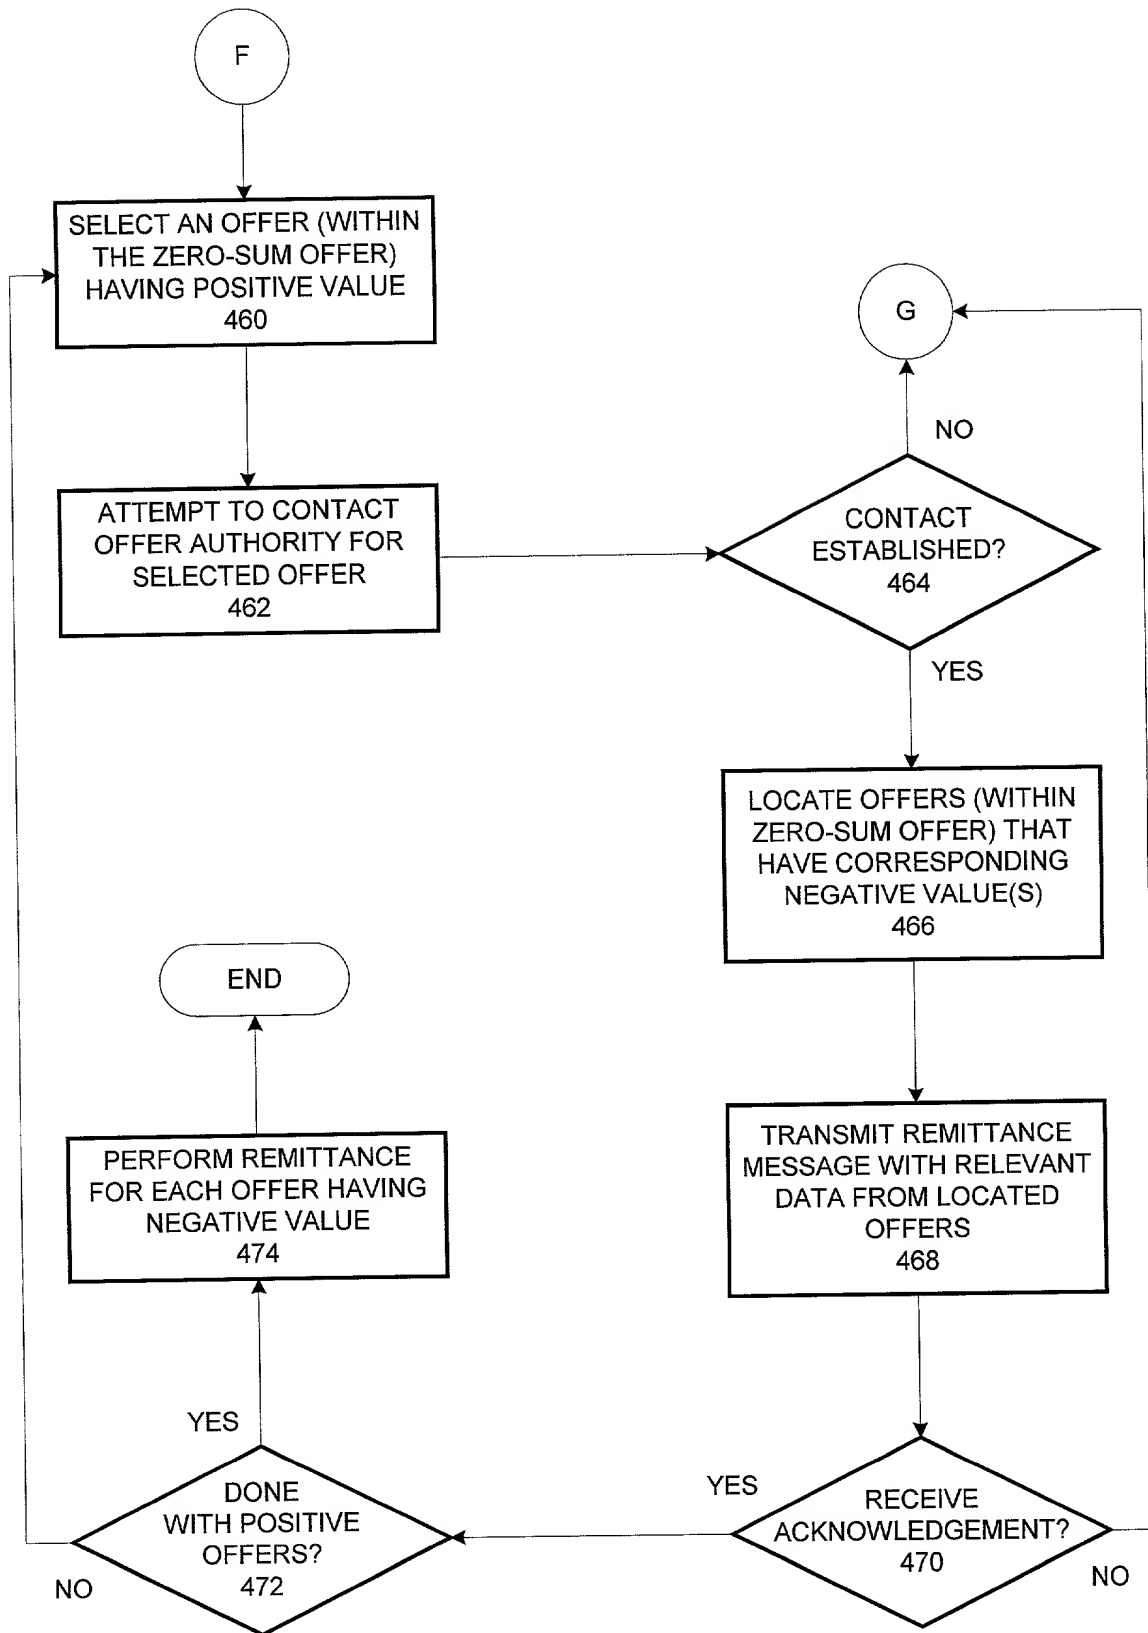 F
SELECT AN OFFER (WITHIN
THE ZERO-SUM OFFER)
HAVING POSITIVE VALUE
460
G
NO
ATTEMPT TO CONTACT
OFFER AUTHORITY FOR
SELECTED OFFER
462
CONTACT
ESTABLISHED?
464
YES
LOCATE OFFERS (WITHIN
ZERO-SUM OFFER) THAT
HAVE CORRESPONDING
NEGATIVE VALUE(S)
466
END
TRANSMIT REMITTANCE
MESSAGE WITH RELEVANT
DATA FROM LOCATED
OFFERS
468
PERFORM REMITTANCE
FOR EACH OFFER HAVING
NEGATIVE VALUE
474
YES
DONE
WITH POSITIVE
OFFERS?
472
NO
YES
RECEIVE
ACKNOWLEDGEMENT?
470
NO